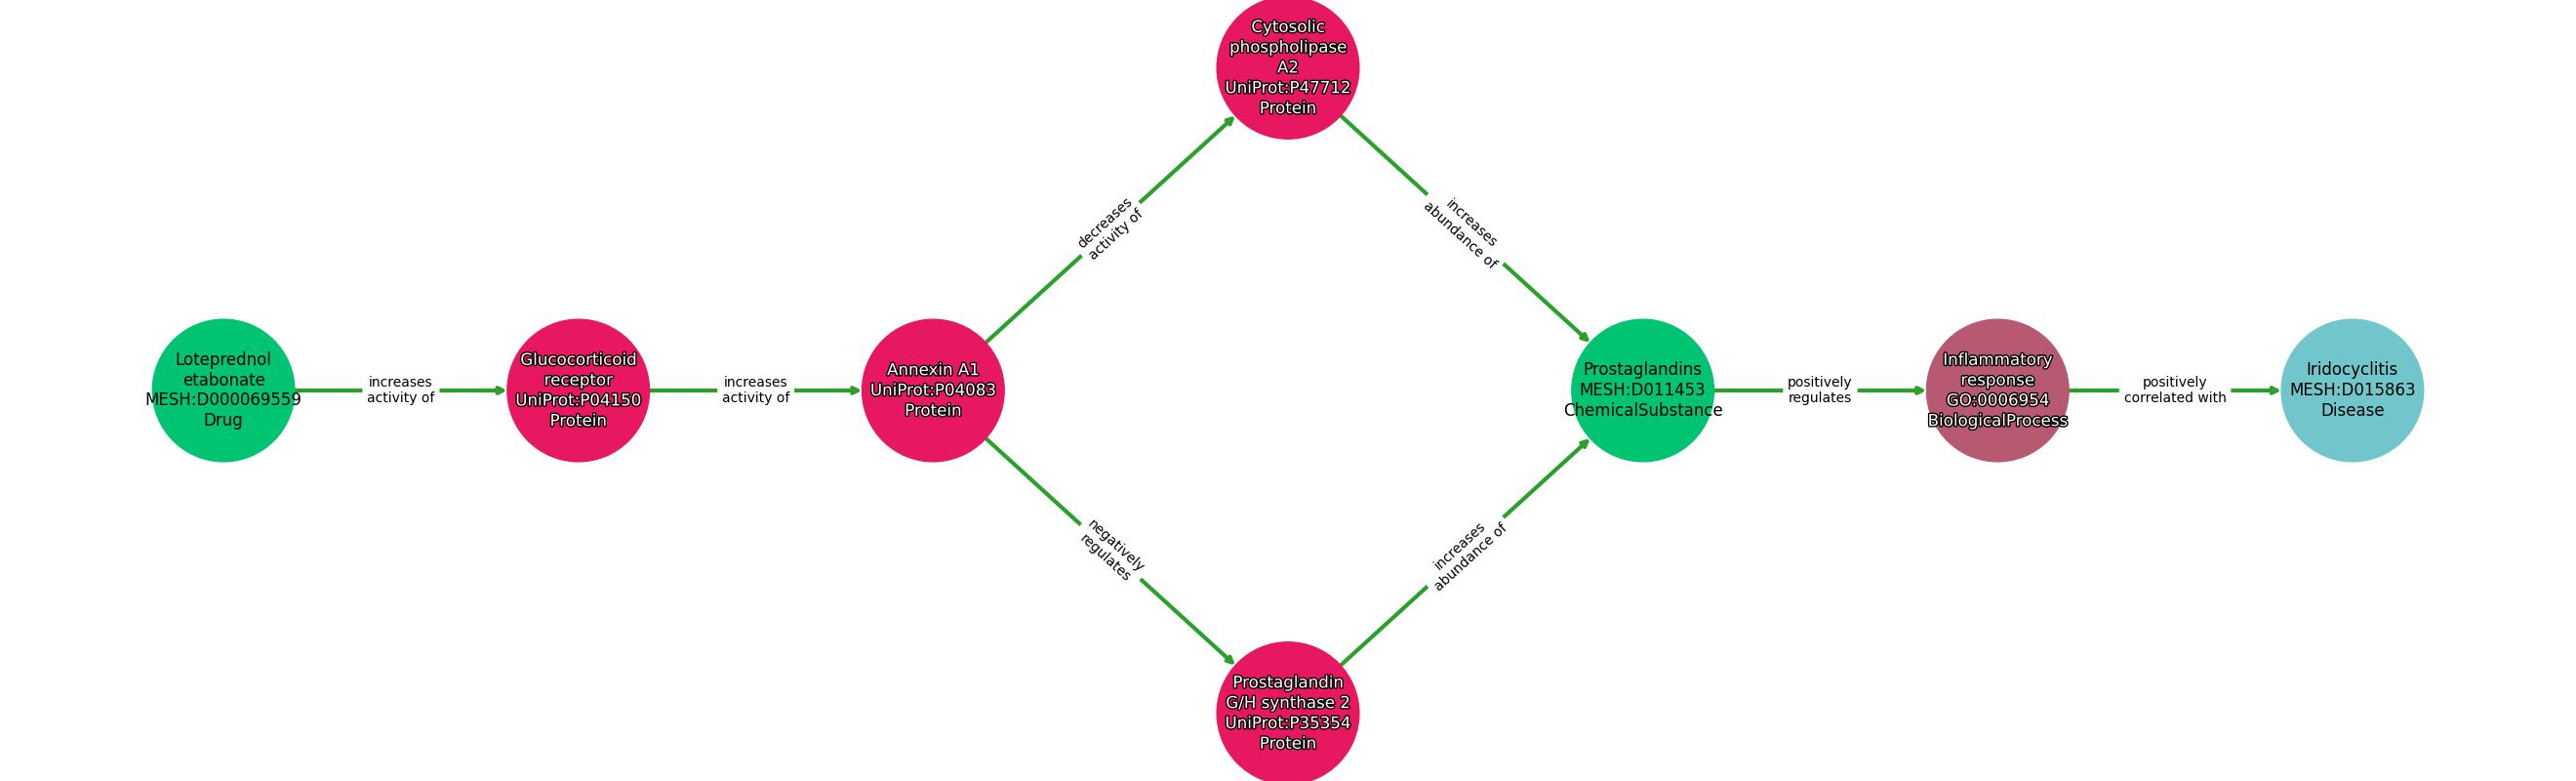 Cytosolic
phospholipase
A2
UniProt:P47712
Protein
decreases
activity of
increases
abundance of
Loteprednol
etabonate
MESH:D000069559
Drug
increases
activity of
Glucocorticoid
receptor
UniProt:P04150
Protein
increases
activity of
Annexin A1
UniProt:P04083
Protein
Prostaglandins
MESH:D011453
ChemicalSubstance
positively
regulates
Inflammatory
response
GO:0006954
BiologicalProcess
positively
correlated with
Iridocyclitis
MESH:D015863
Disease
negatively
regulates
increases
abundance of
Prostaglandin
G/H synthase 2
UniProt:P35354
Protein